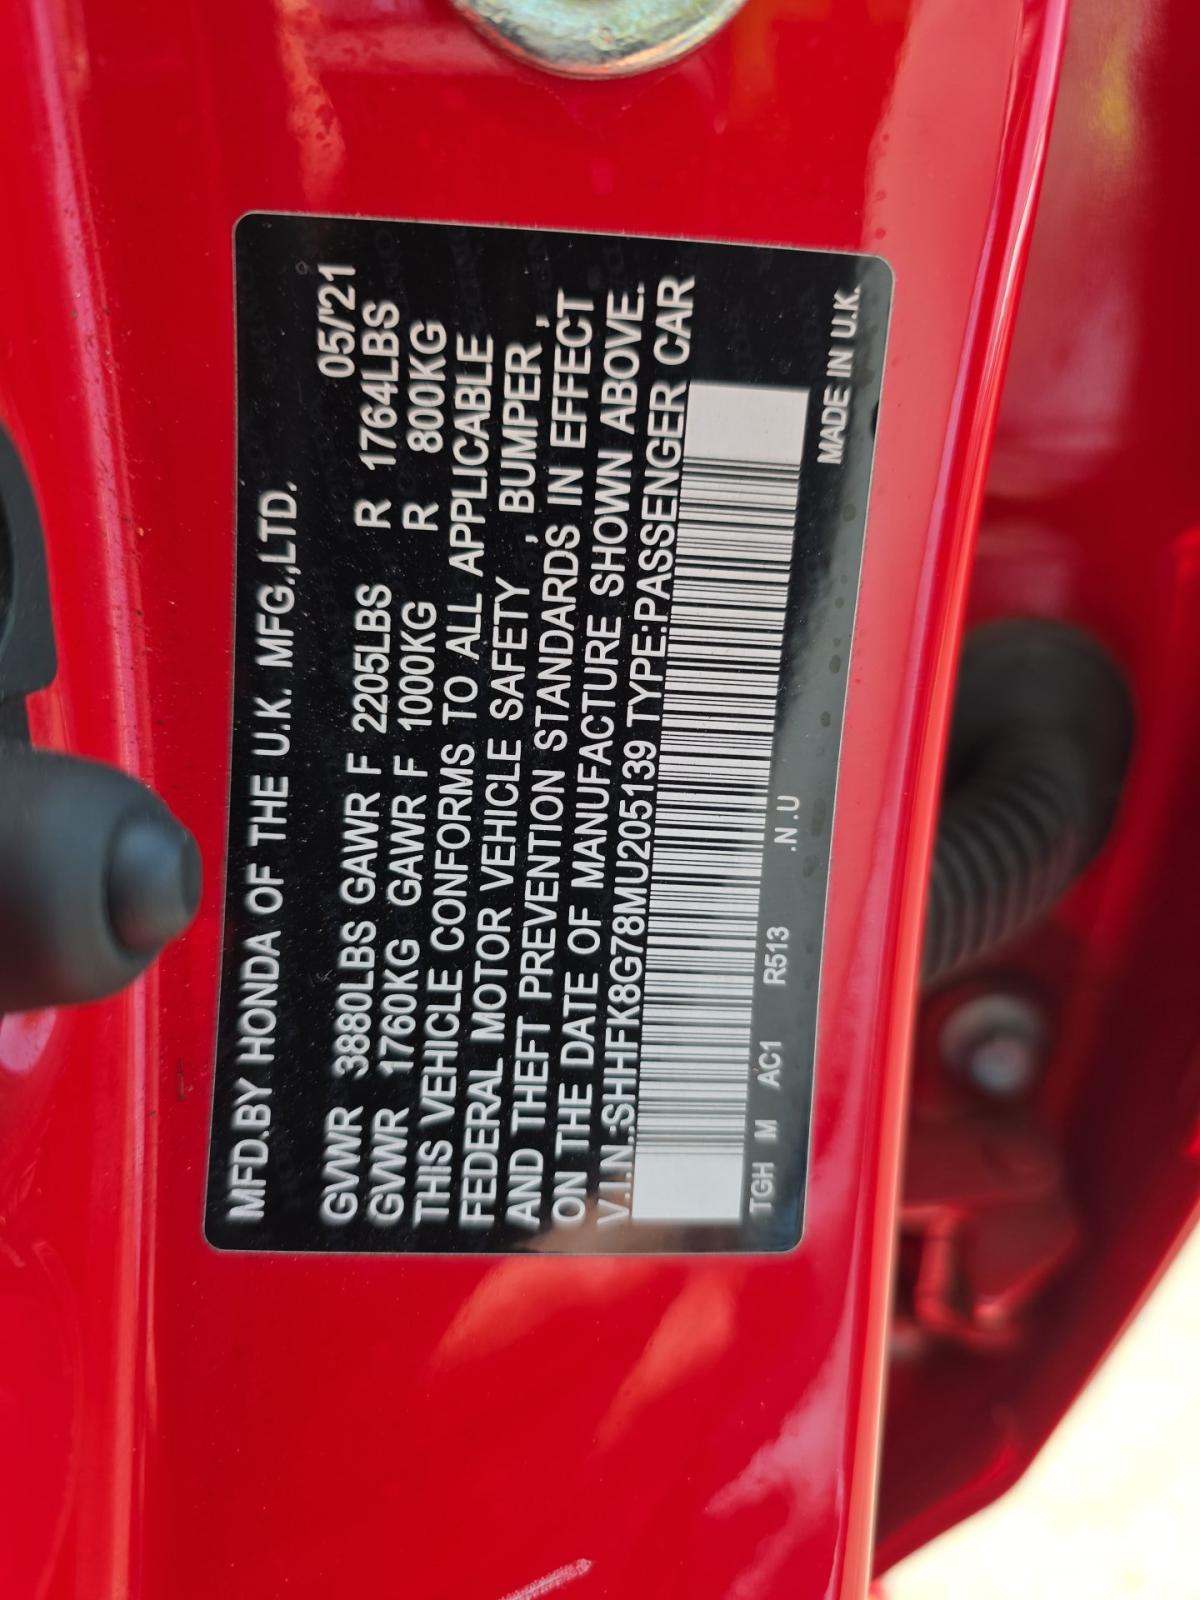 MFD.BY HONDA OF THE U.K. MFG.,LTD.
05/'21
GVWR 3880LBS GAWR F 2205LBS R 1764LBS
GVWR 1760KG GAWR F 1000KG R 800KG
THIS VEHICLE CONFORMS TO ALL APPLICABLE
FEDERAL MOTOR VEHICLE SAFETY , BUMPER ,
AND THEFT PREVENTION STANDARDS IN EFFECT
ON THE DATE OF MANUFACTURE SHOWN ABOVE.
V.I.N.:SHHFK8G78MU205139 TYPE:PASSENGER CAR
TGH M AC1 R513 .N.U
MADE IN U.K.